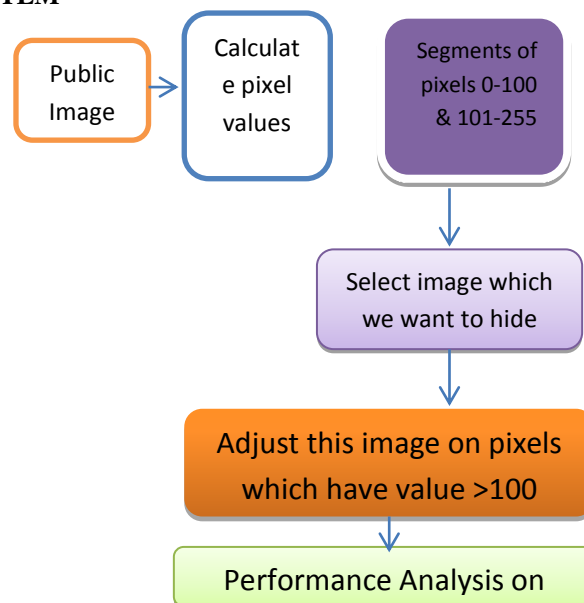 Public
Image
Calculat
e pixel
values
Segments of
pixels 0-100
& 101-255
Select image which
we want to hide
Adjust this image on pixels
which have value >100
Performance Analysis on